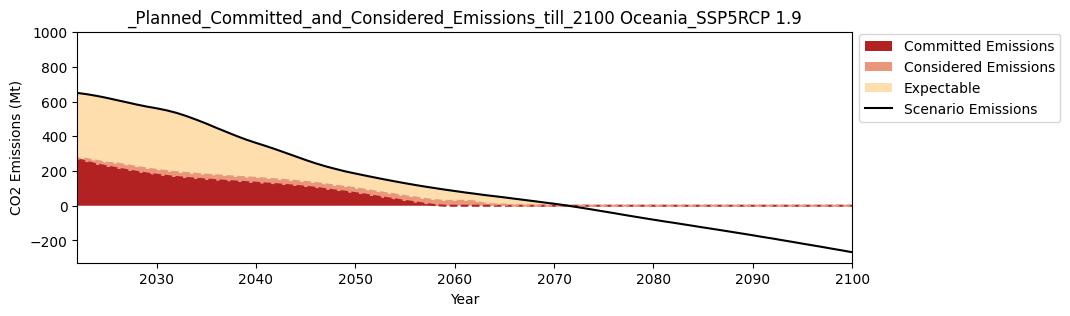 _Planned_Committed_and_Considered_Emissions_till_2100 Oceania_SSP5RCP 1.9
1000
800
600
400
200
0
−200
CO2 Emissions (Mt)
2030 2040 2050 2060 2070 2080 2090 2100
Year
Committed Emissions
Considered Emissions
Expectable
Scenario Emissions